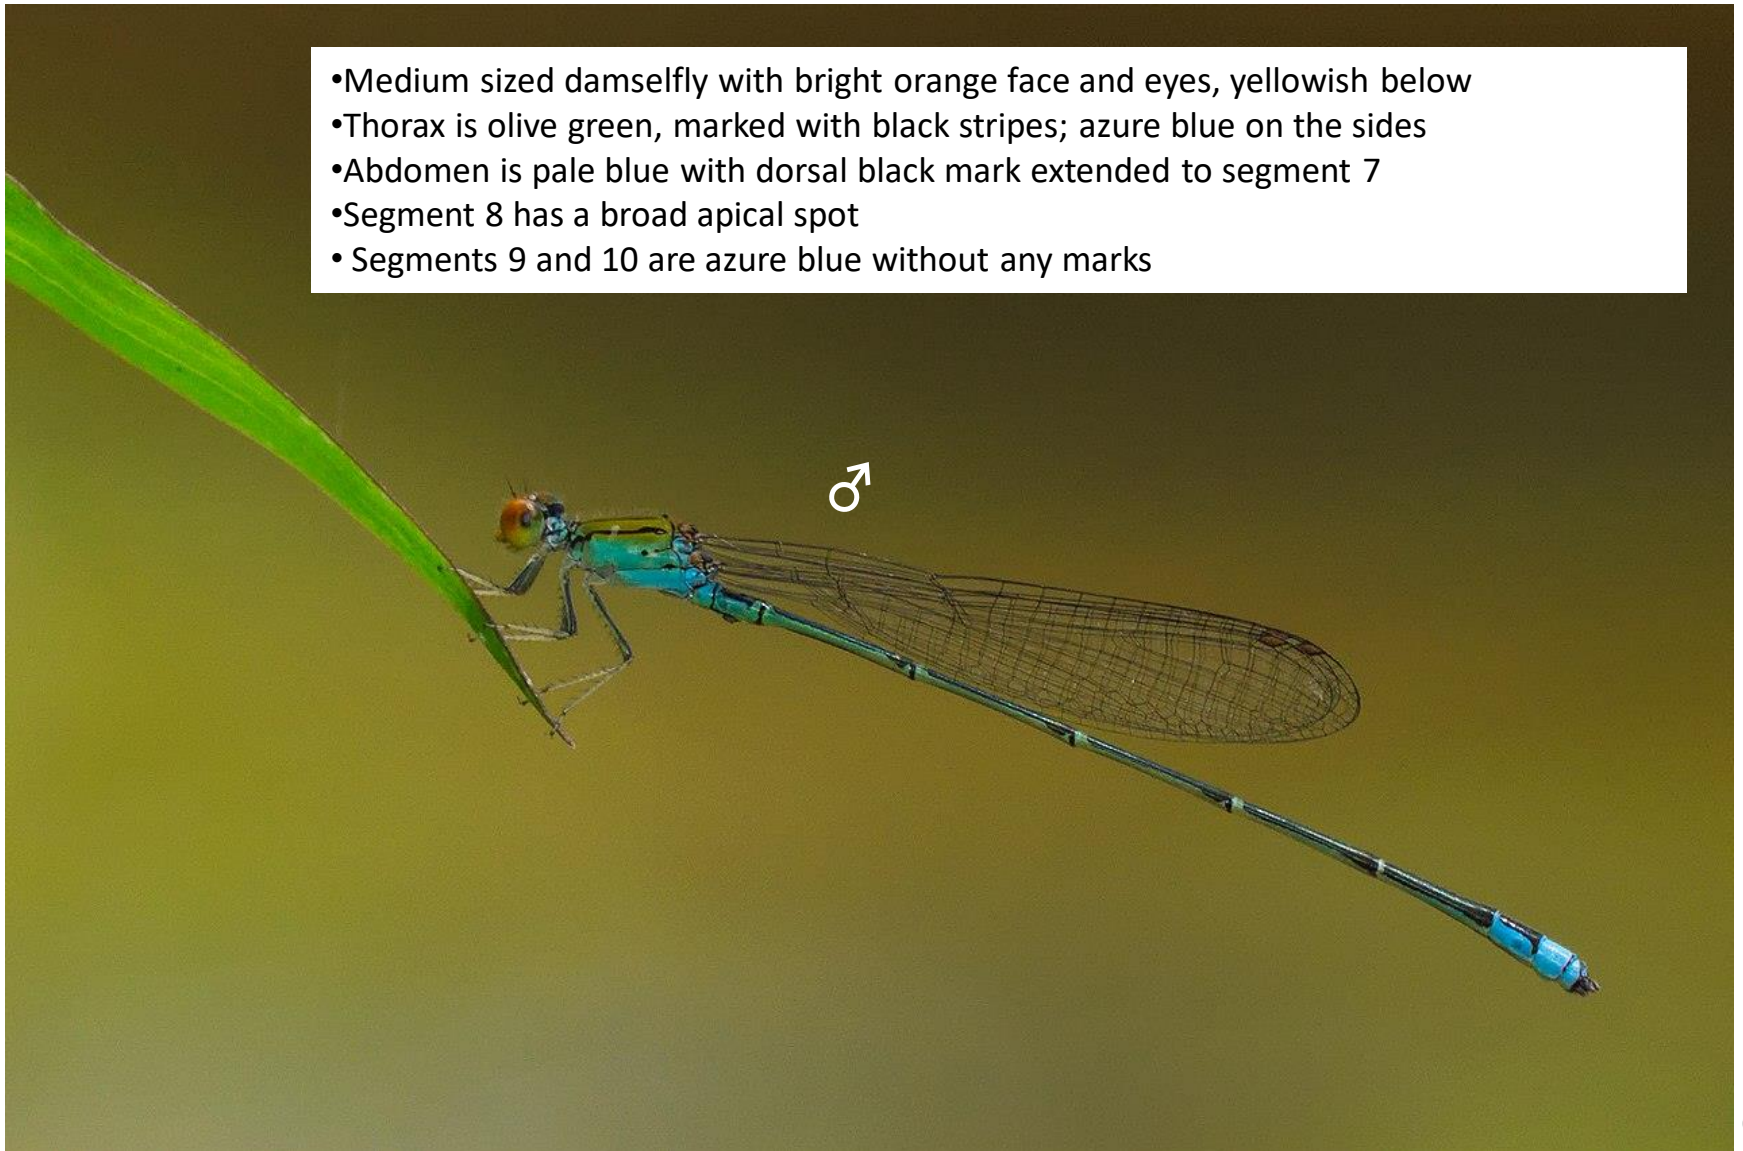 •Medium sized damselfly with bright orange face and eyes, yellowish below
•Thorax is olive green, marked with black stripes; azure blue on the sides
•Abdomen is pale blue with dorsal black mark extended to segment 7
•Segment 8 has a broad apical spot
• Segments 9 and 10 are azure blue without any marks
♂